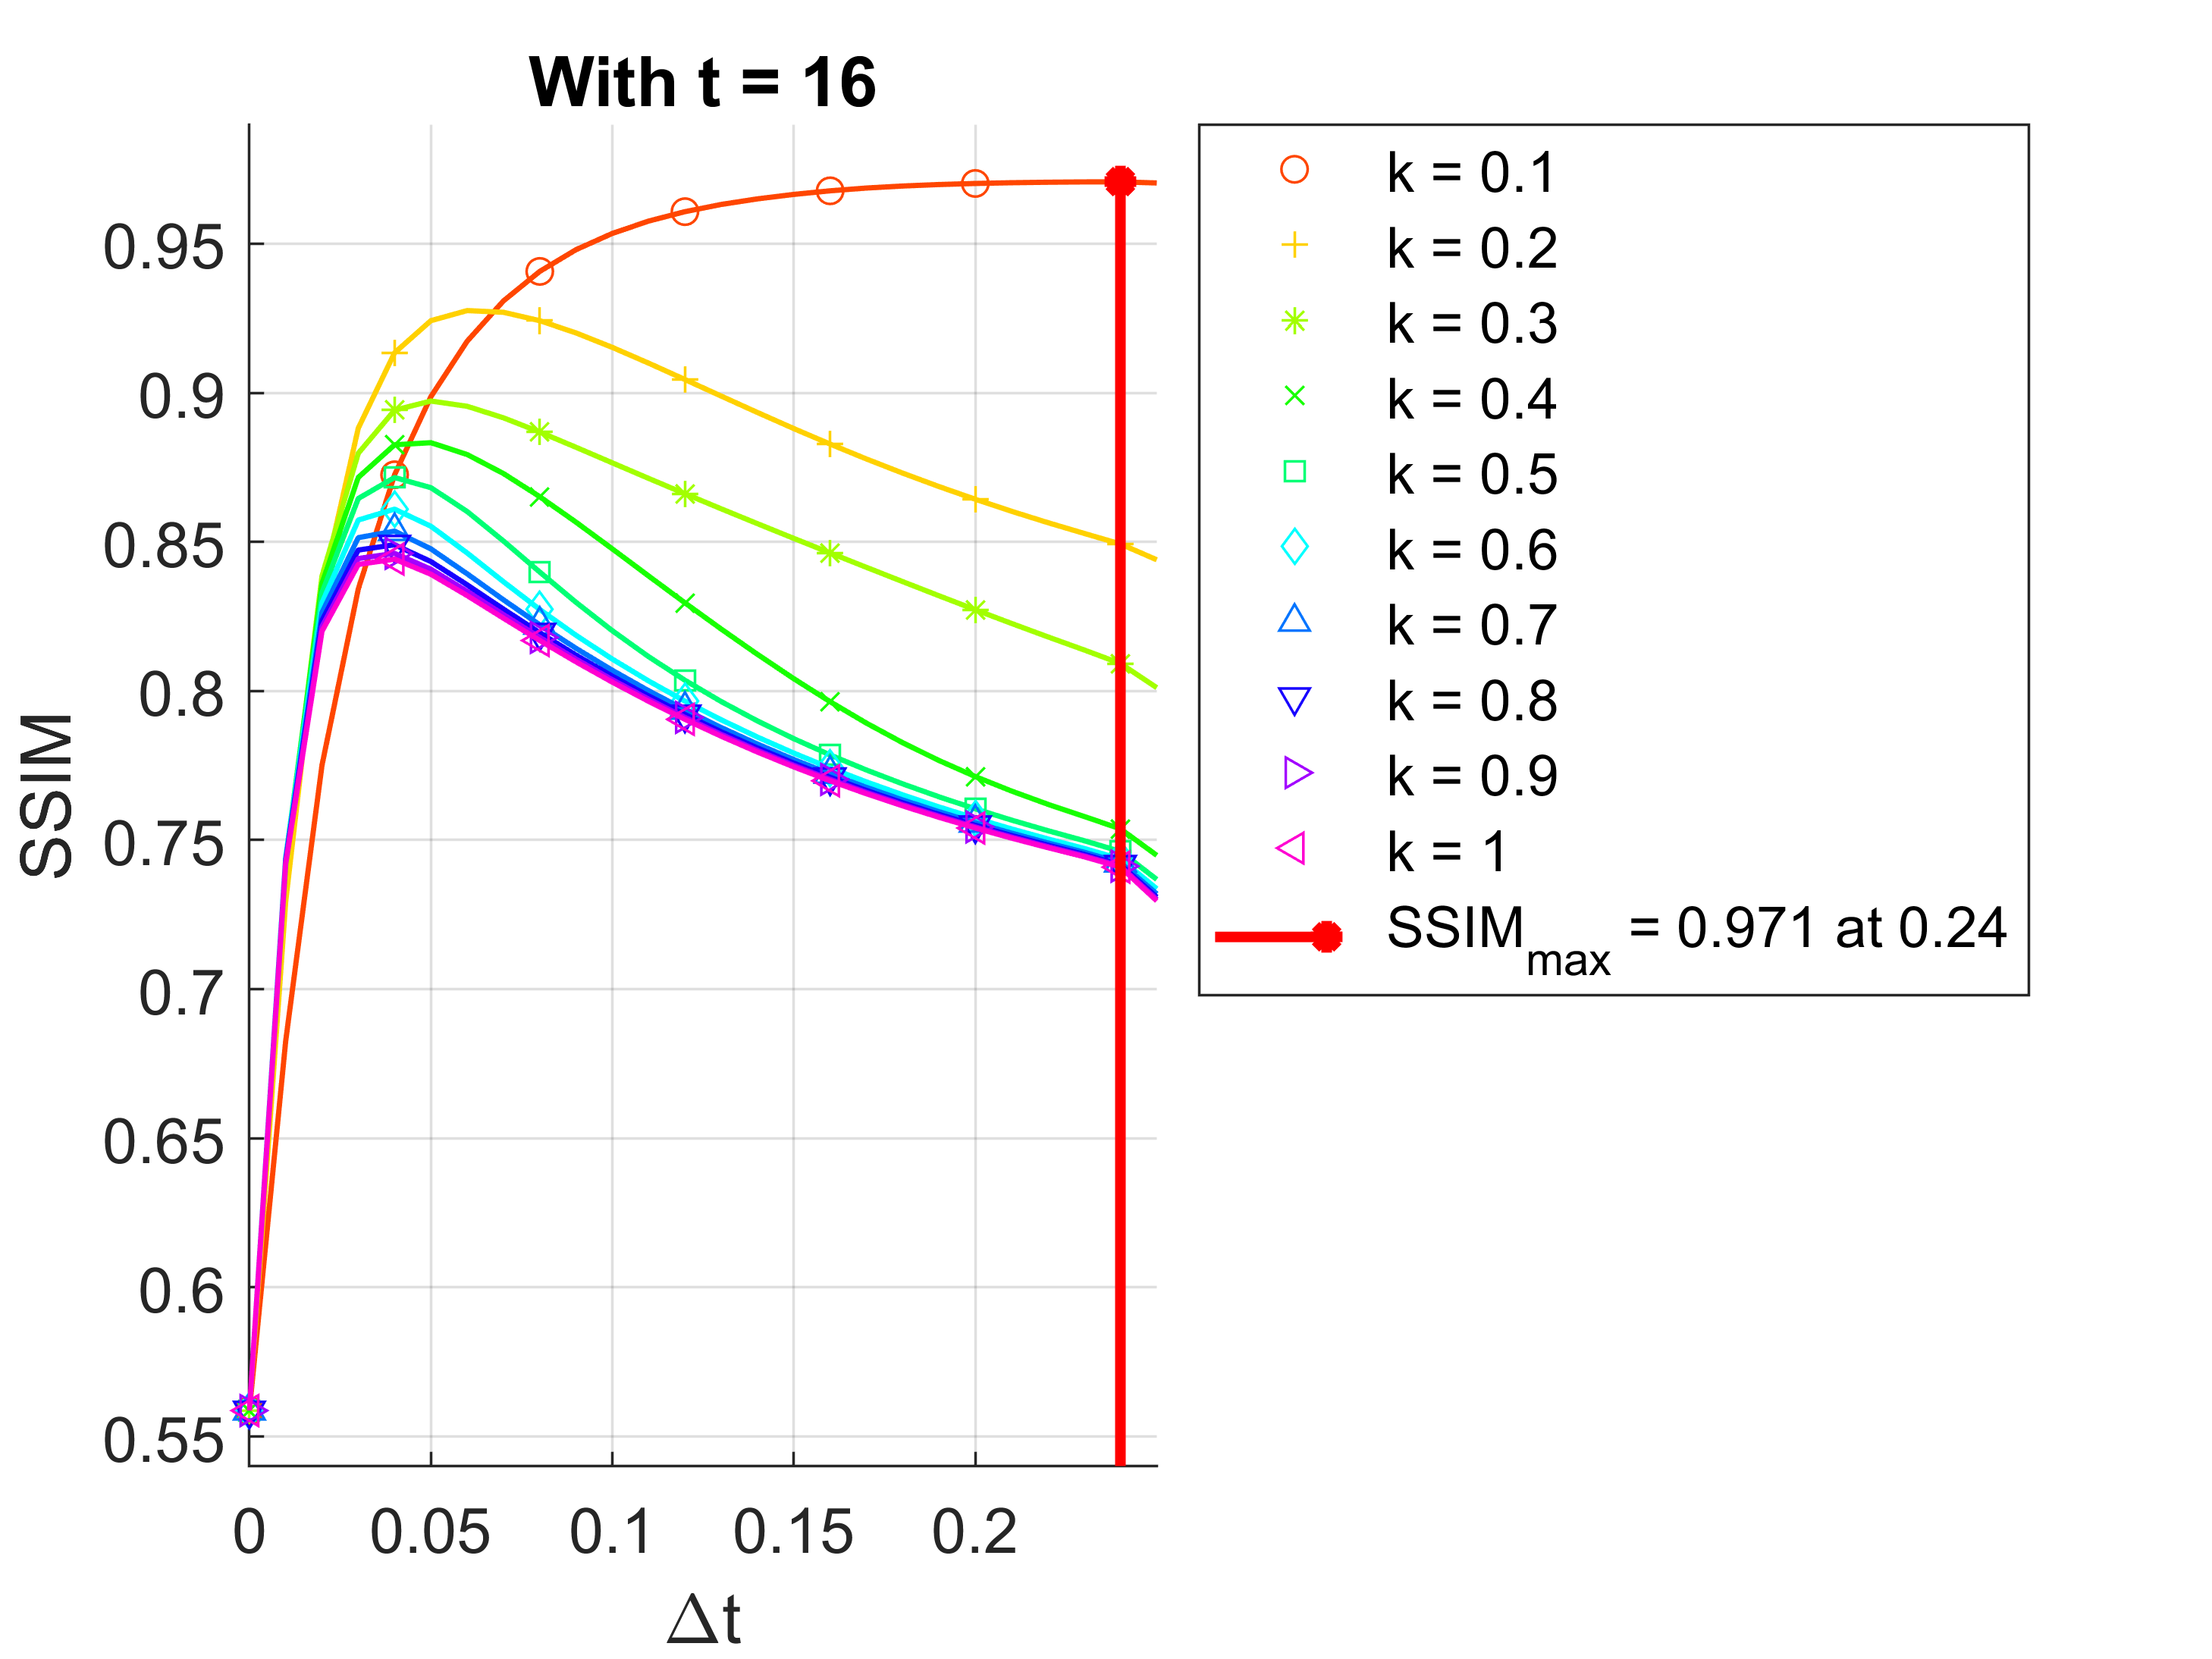 With t = 16
SSIM
0.95
0.9
0.85
0.8
0.75
0.7
0.65
0.6
0.55
0 0.05 0.1 0.15 0.2
Δt
k = 0.1
k = 0.2
k = 0.3
k = 0.4
k = 0.5
k = 0.6
k = 0.7
k = 0.8
k = 0.9
k = 1
SSIMmax = 0.971 at 0.24